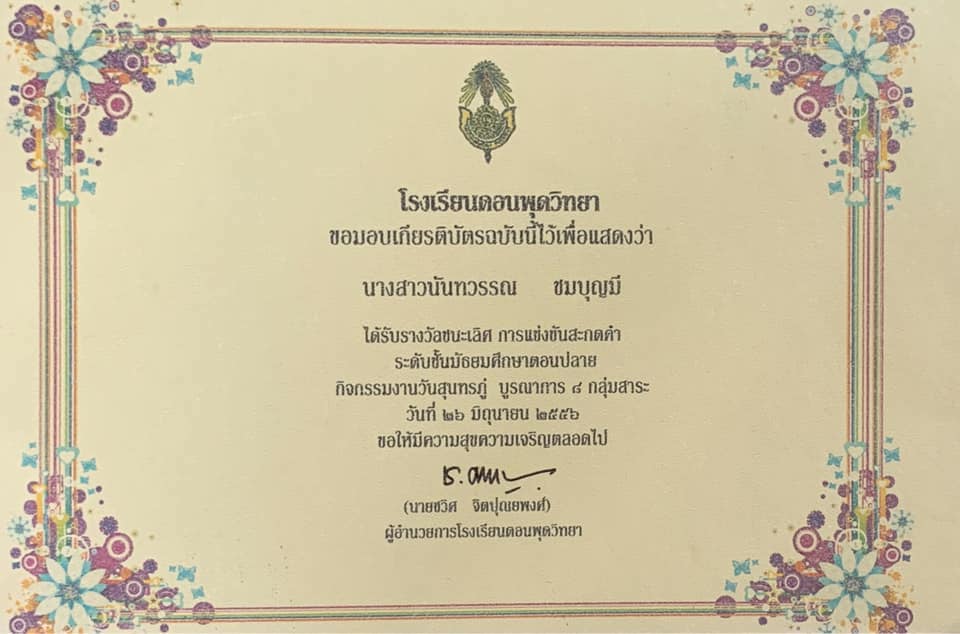 โรงเรียนดอนพุดวิทยา
ขอมอบเกียรติบัตรฉบับนี้ไว้เพื่อแสดงว่า
นางสาวนันทวรรณ ชมบุญมี
ได้รับรางวัลชนะเลิศ การแข่งขันสะกดคำ
ระดับชั้นมัธยมศึกษาตอนปลาย
กิจกรรมงานวันสุนทรภู่ บูรณาการ ๘ กลุ่มสาระ
วันที่ ๒๖ มิถุนายน ๒๕๕๖
ขอให้มีความสุขความเจริญตลอดไป
(นายชวิศ จิตปุณยพงศ์)
ผู้อำนวยการโรงเรียนดอนพุดวิทยา